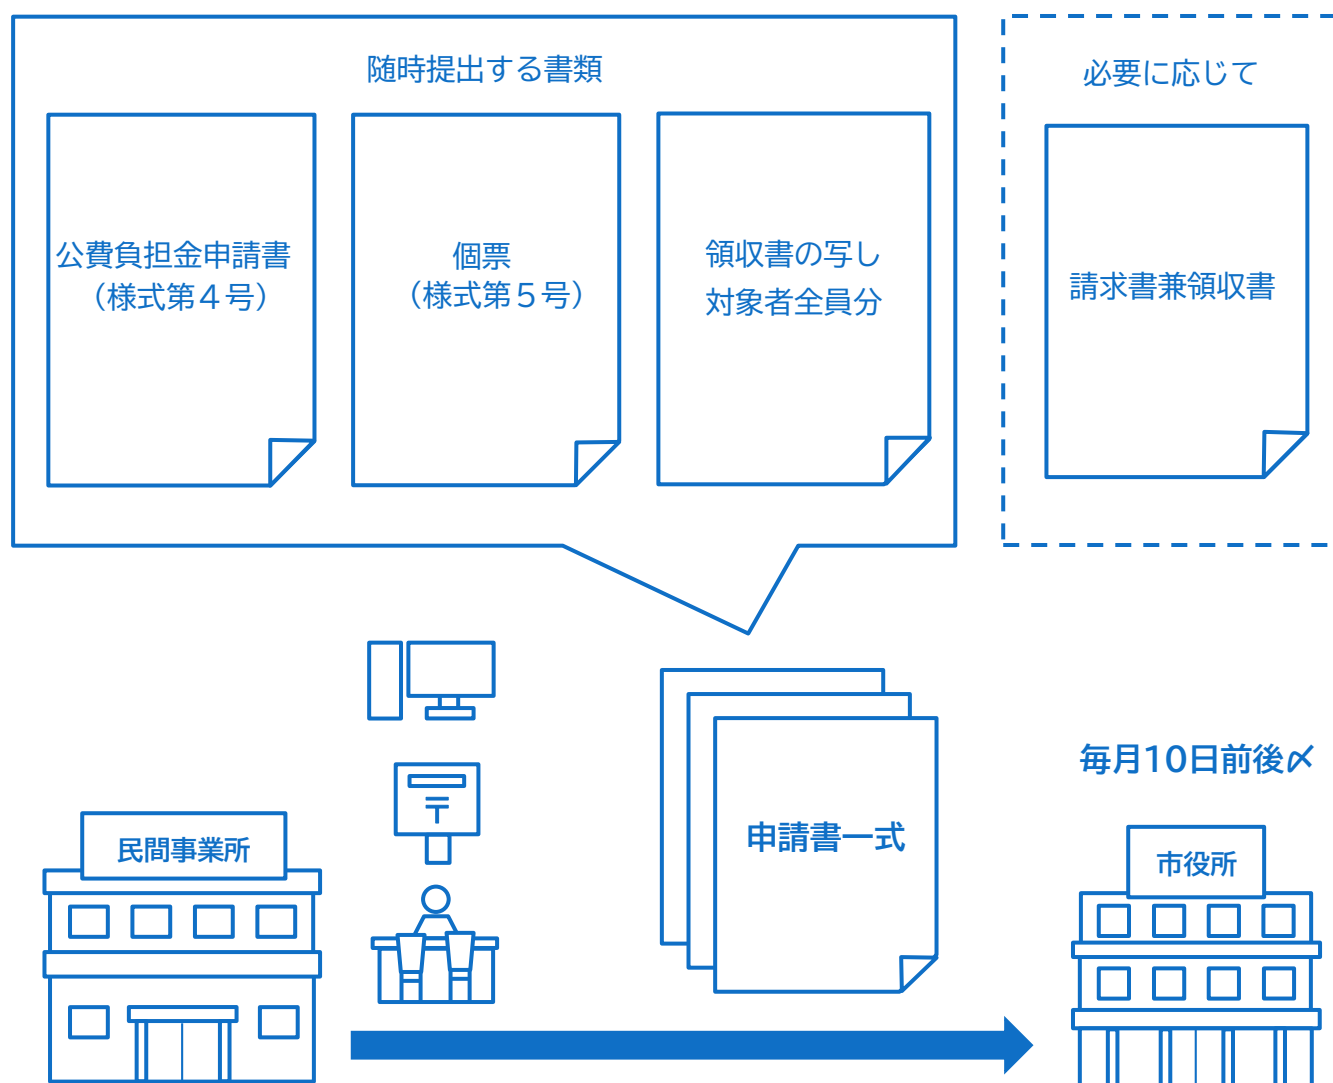 随時提出する書類
必要に応じて
公費負担金申請書
（様式第４号）
個票
（様式第５号）
領収書の写し
対象者全員分
請求書兼領収書
〒
申請書一式
毎月10日前後〆
民間事業所
市役所